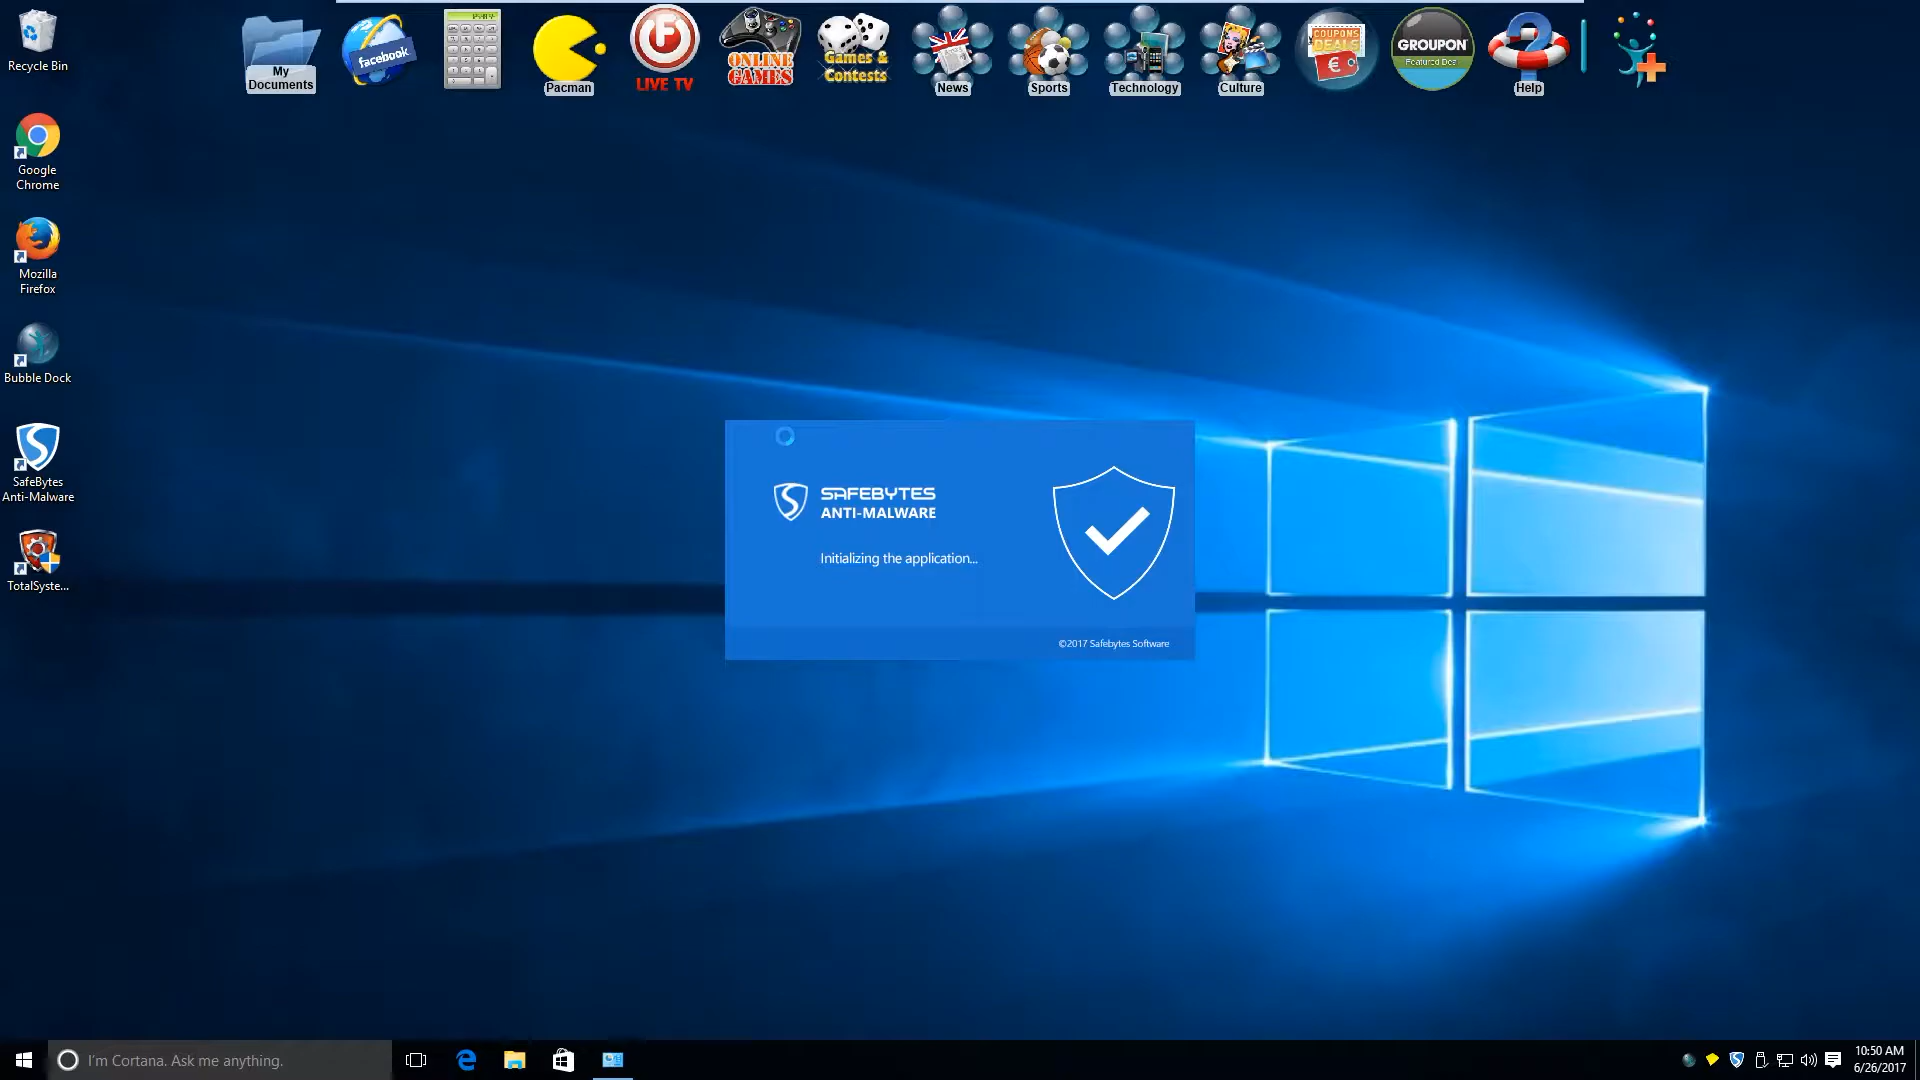 Recycle Bin
My
Documents
facebook
Pacman
LIVE TV
ONLINE
GAMES
Games &
Contests
News
Sports
Technology
Culture
COUPONS
DEALS
€
GROUPON
Featured Deal
Help
Google
Chrome
Mozilla
Firefox
Bubble Dock
SafeBytes
Anti-Malware
TotalSyste...
SAFEBYTES
ANTI-MALWARE
Initializing the application...
©2017 Safebytes Software
I'm Cortana. Ask me anything.
10:50 AM
6/26/2017